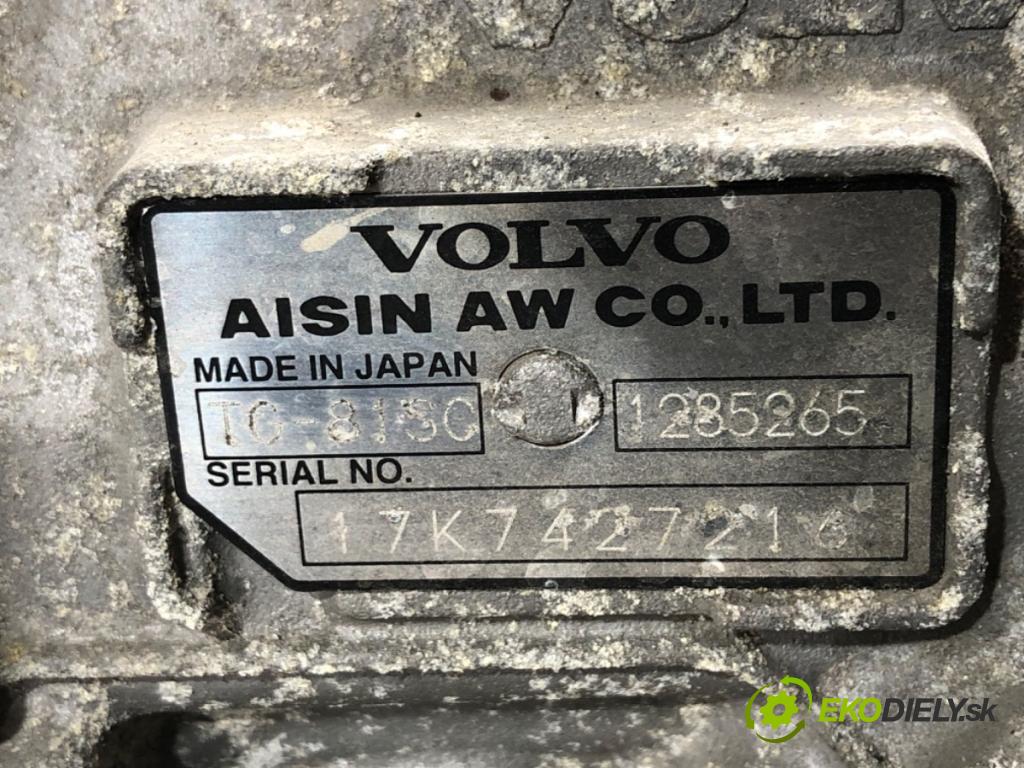 VOLVO
AISIN AW CO., LTD.
MADE IN JAPAN
TG-81SC 1285265
SERIAL NO.
17K7427216
EKODIELY.sk